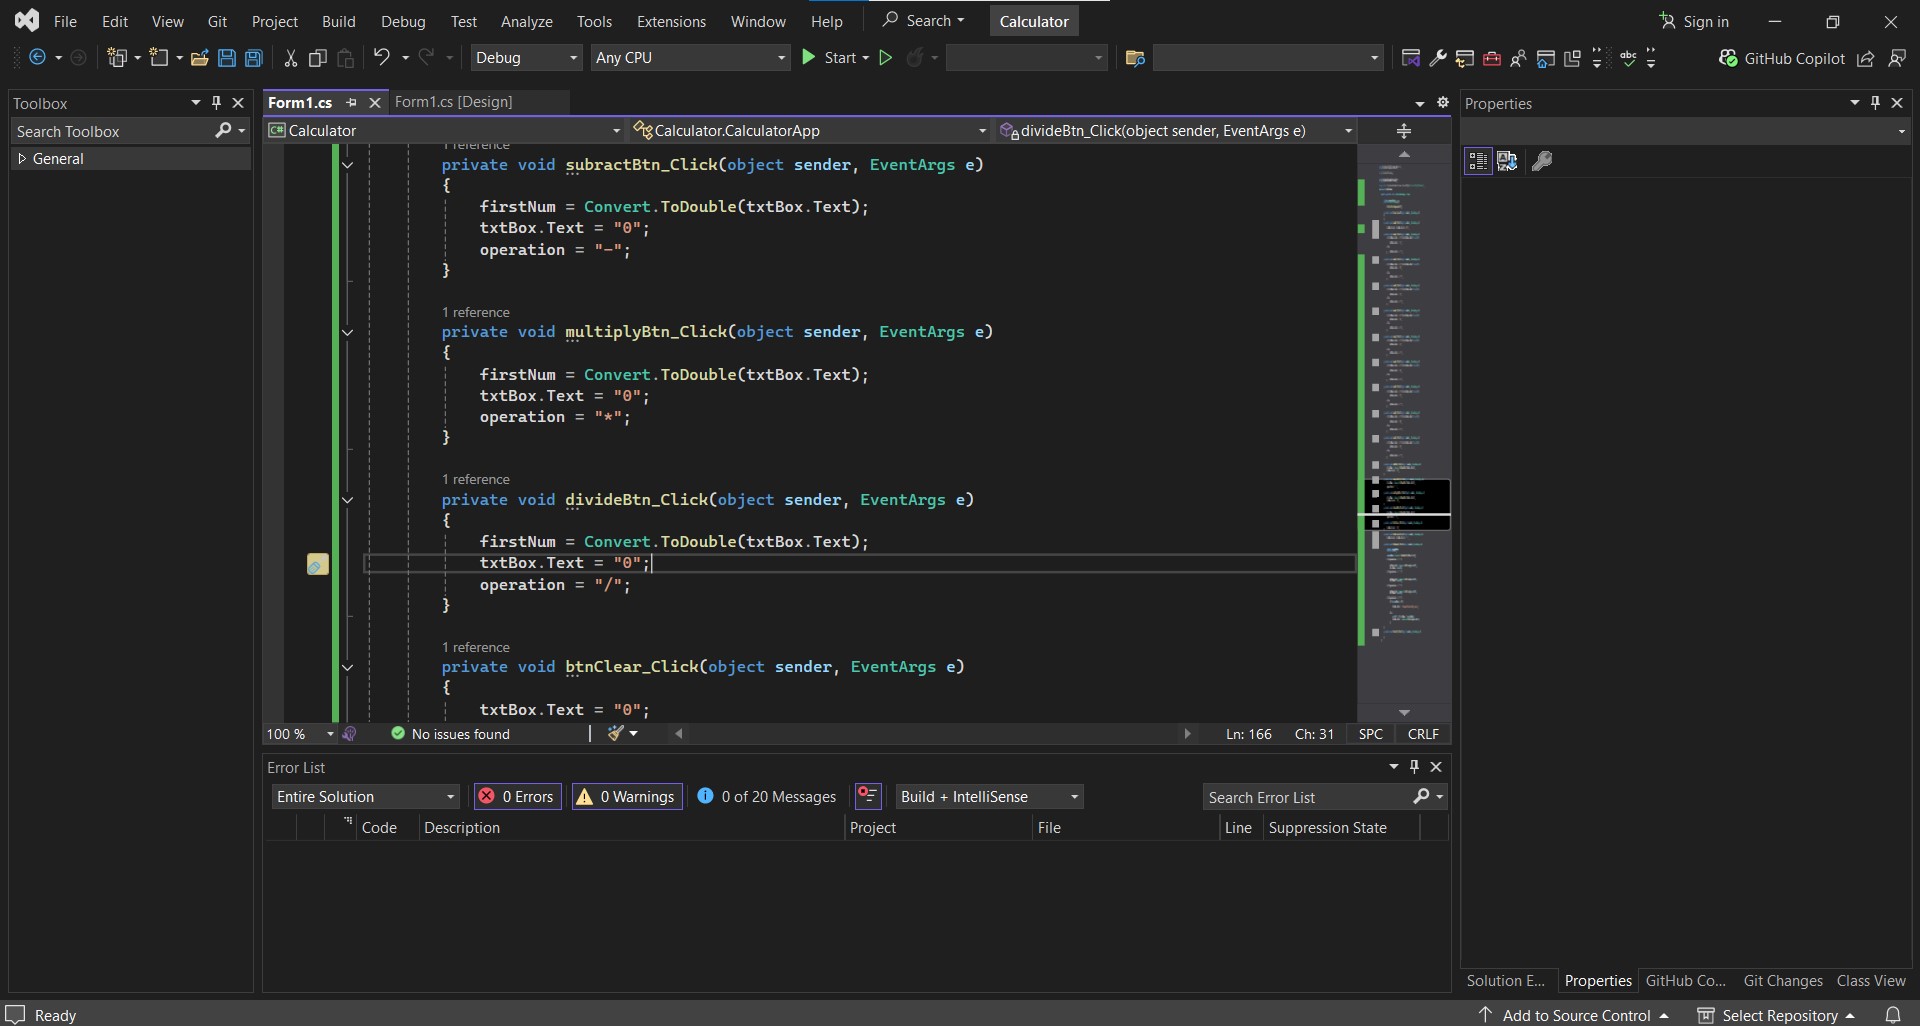 File Edit View Git Project Build Debug Test Analyze Tools Extensions Window Help Search Calculator Sign in
Debug Any CPU Start abc GitHub Copilot
Toolbox
Search Toolbox
General
Form1.cs Form1.cs [Design]
C# Calculator Calculator.CalculatorApp divideBtn_Click(object sender, EventArgs e)
1 reference
private void subractBtn_Click(object sender, EventArgs e)
{
firstNum = Convert.ToDouble(txtBox.Text);
txtBox.Text = "0";
operation = "-";
}
1 reference
private void multiplyBtn_Click(object sender, EventArgs e)
{
firstNum = Convert.ToDouble(txtBox.Text);
txtBox.Text = "0";
operation = "*";
}
1 reference
private void divideBtn_Click(object sender, EventArgs e)
{
firstNum = Convert.ToDouble(txtBox.Text);
txtBox.Text = "0";
operation = "/";
}
1 reference
private void btnClear_Click(object sender, EventArgs e)
{
txtBox.Text = "0";
100 % No issues found Ln: 166 Ch: 31 SPC CRLF
Error List
Entire Solution 0 Errors 0 Warnings 0 of 20 Messages Build + IntelliSense Search Error List
Code Description Project File Line Suppression State
Properties
Solution E... Properties GitHub Co... Git Changes Class View
Ready Add to Source Control Select Repository